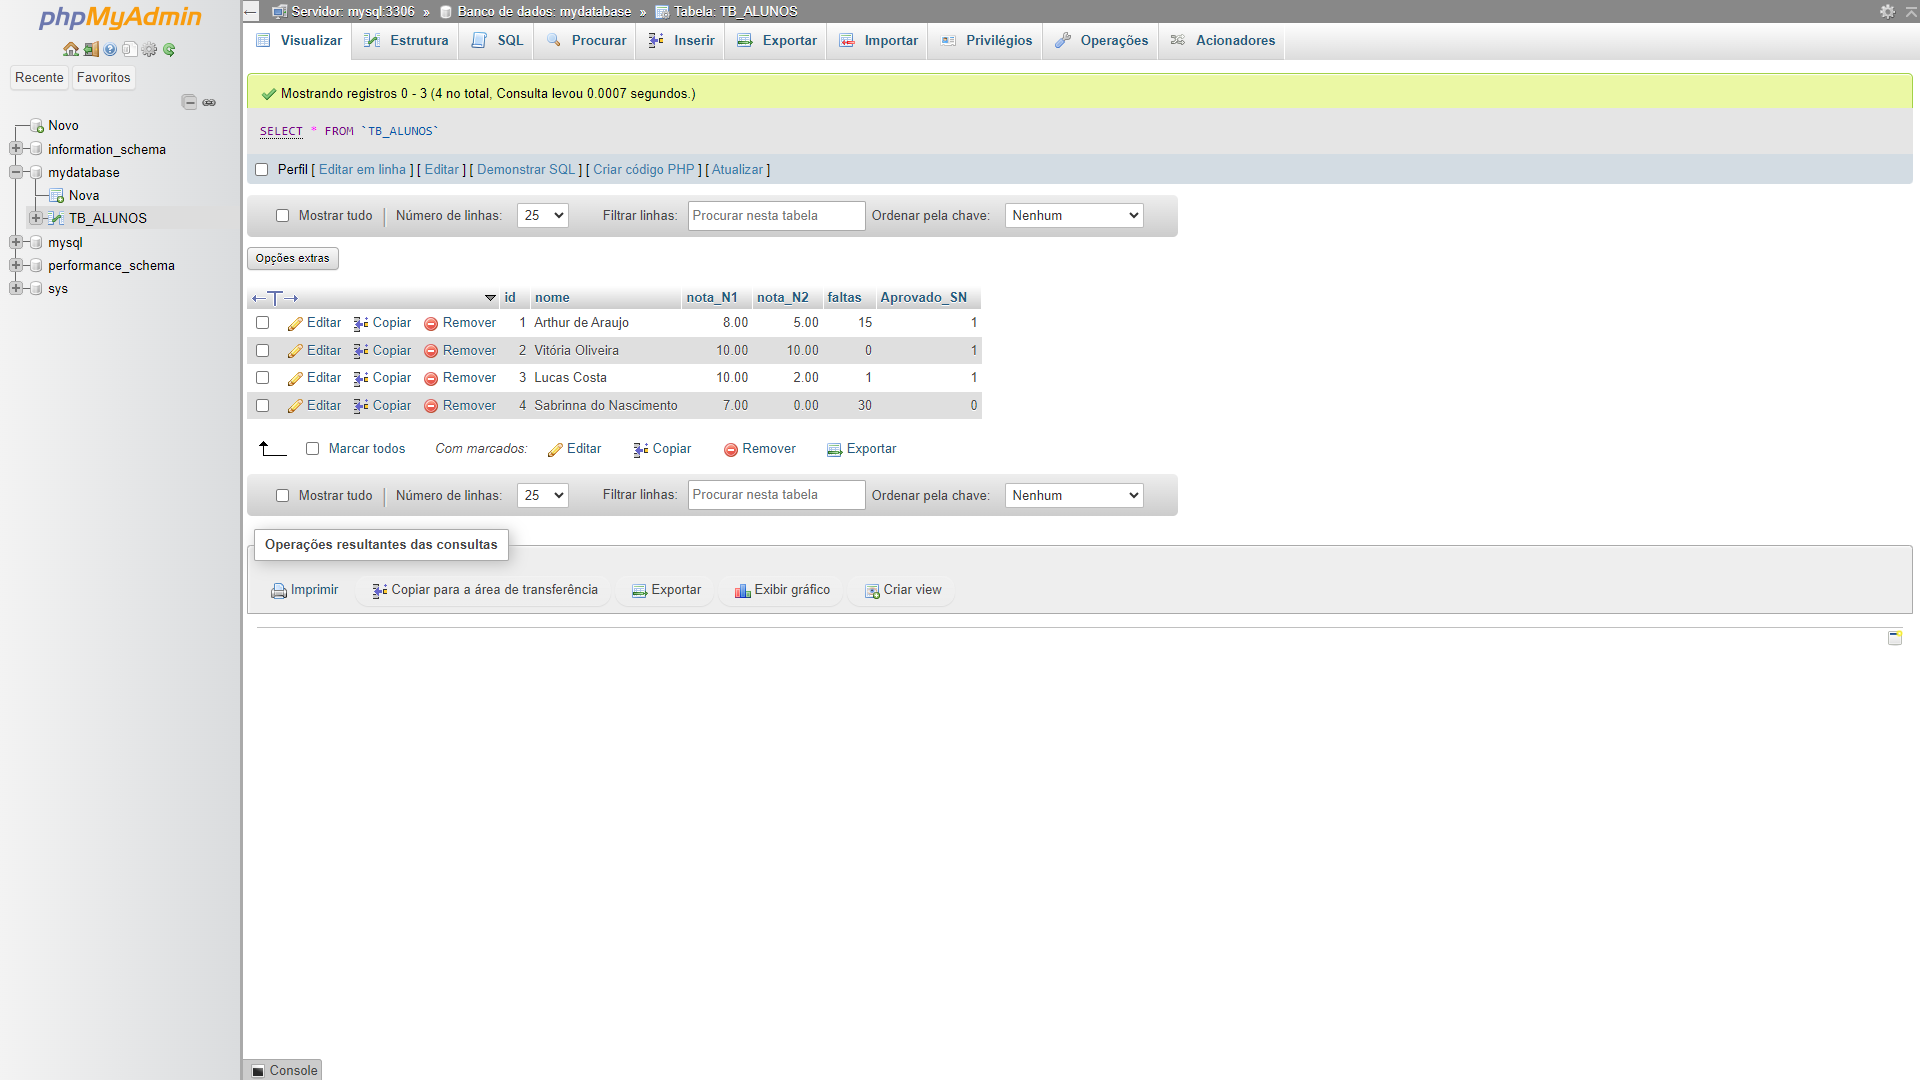 phpMyAdmin
Recente Favoritos
Novo
information_schema
mydatabase
Nova
TB_ALUNOS
mysql
performance_schema
sys
Servidor: mysql:3306 » Banco de dados: mydatabase » Tabela: TB_ALUNOS
Visualizar Estrutura SQL Procurar Inserir Exportar Importar Privilégios Operações Acionadores
Mostrando registros 0 - 3 (4 no total, Consulta levou 0.0007 segundos.)
SELECT * FROM `TB_ALUNOS`
Perfil [ Editar em linha ] [ Editar ] [ Demonstrar SQL ] [ Criar código PHP ] [ Atualizar ]
Mostrar tudo Número de linhas: 25 Filtrar linhas: Procurar nesta tabela Ordenar pela chave: Nenhum
Opções extras
id nome nota_N1 nota_N2 faltas Aprovado_SN
Editar Copiar Remover 1 Arthur de Araujo 8.00 5.00 15 1
Editar Copiar Remover 2 Vitória Oliveira 10.00 10.00 0 1
Editar Copiar Remover 3 Lucas Costa 10.00 2.00 1 1
Editar Copiar Remover 4 Sabrinna do Nascimento 7.00 0.00 30 0
Marcar todos Com marcados: Editar Copiar Remover Exportar
Mostrar tudo Número de linhas: 25 Filtrar linhas: Procurar nesta tabela Ordenar pela chave: Nenhum
Operações resultantes das consultas
Imprimir Copiar para a área de transferência Exportar Exibir gráfico Criar view
Console